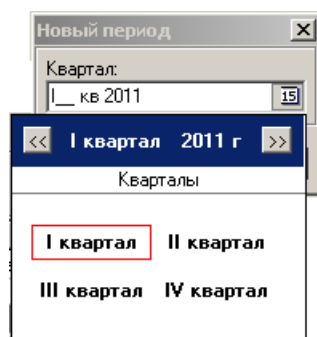 Новый период
Квартал:
I__ кв 2011
15
<< I квартал 2011 г >>
Кварталы
I квартал II квартал
III квартал IV квартал